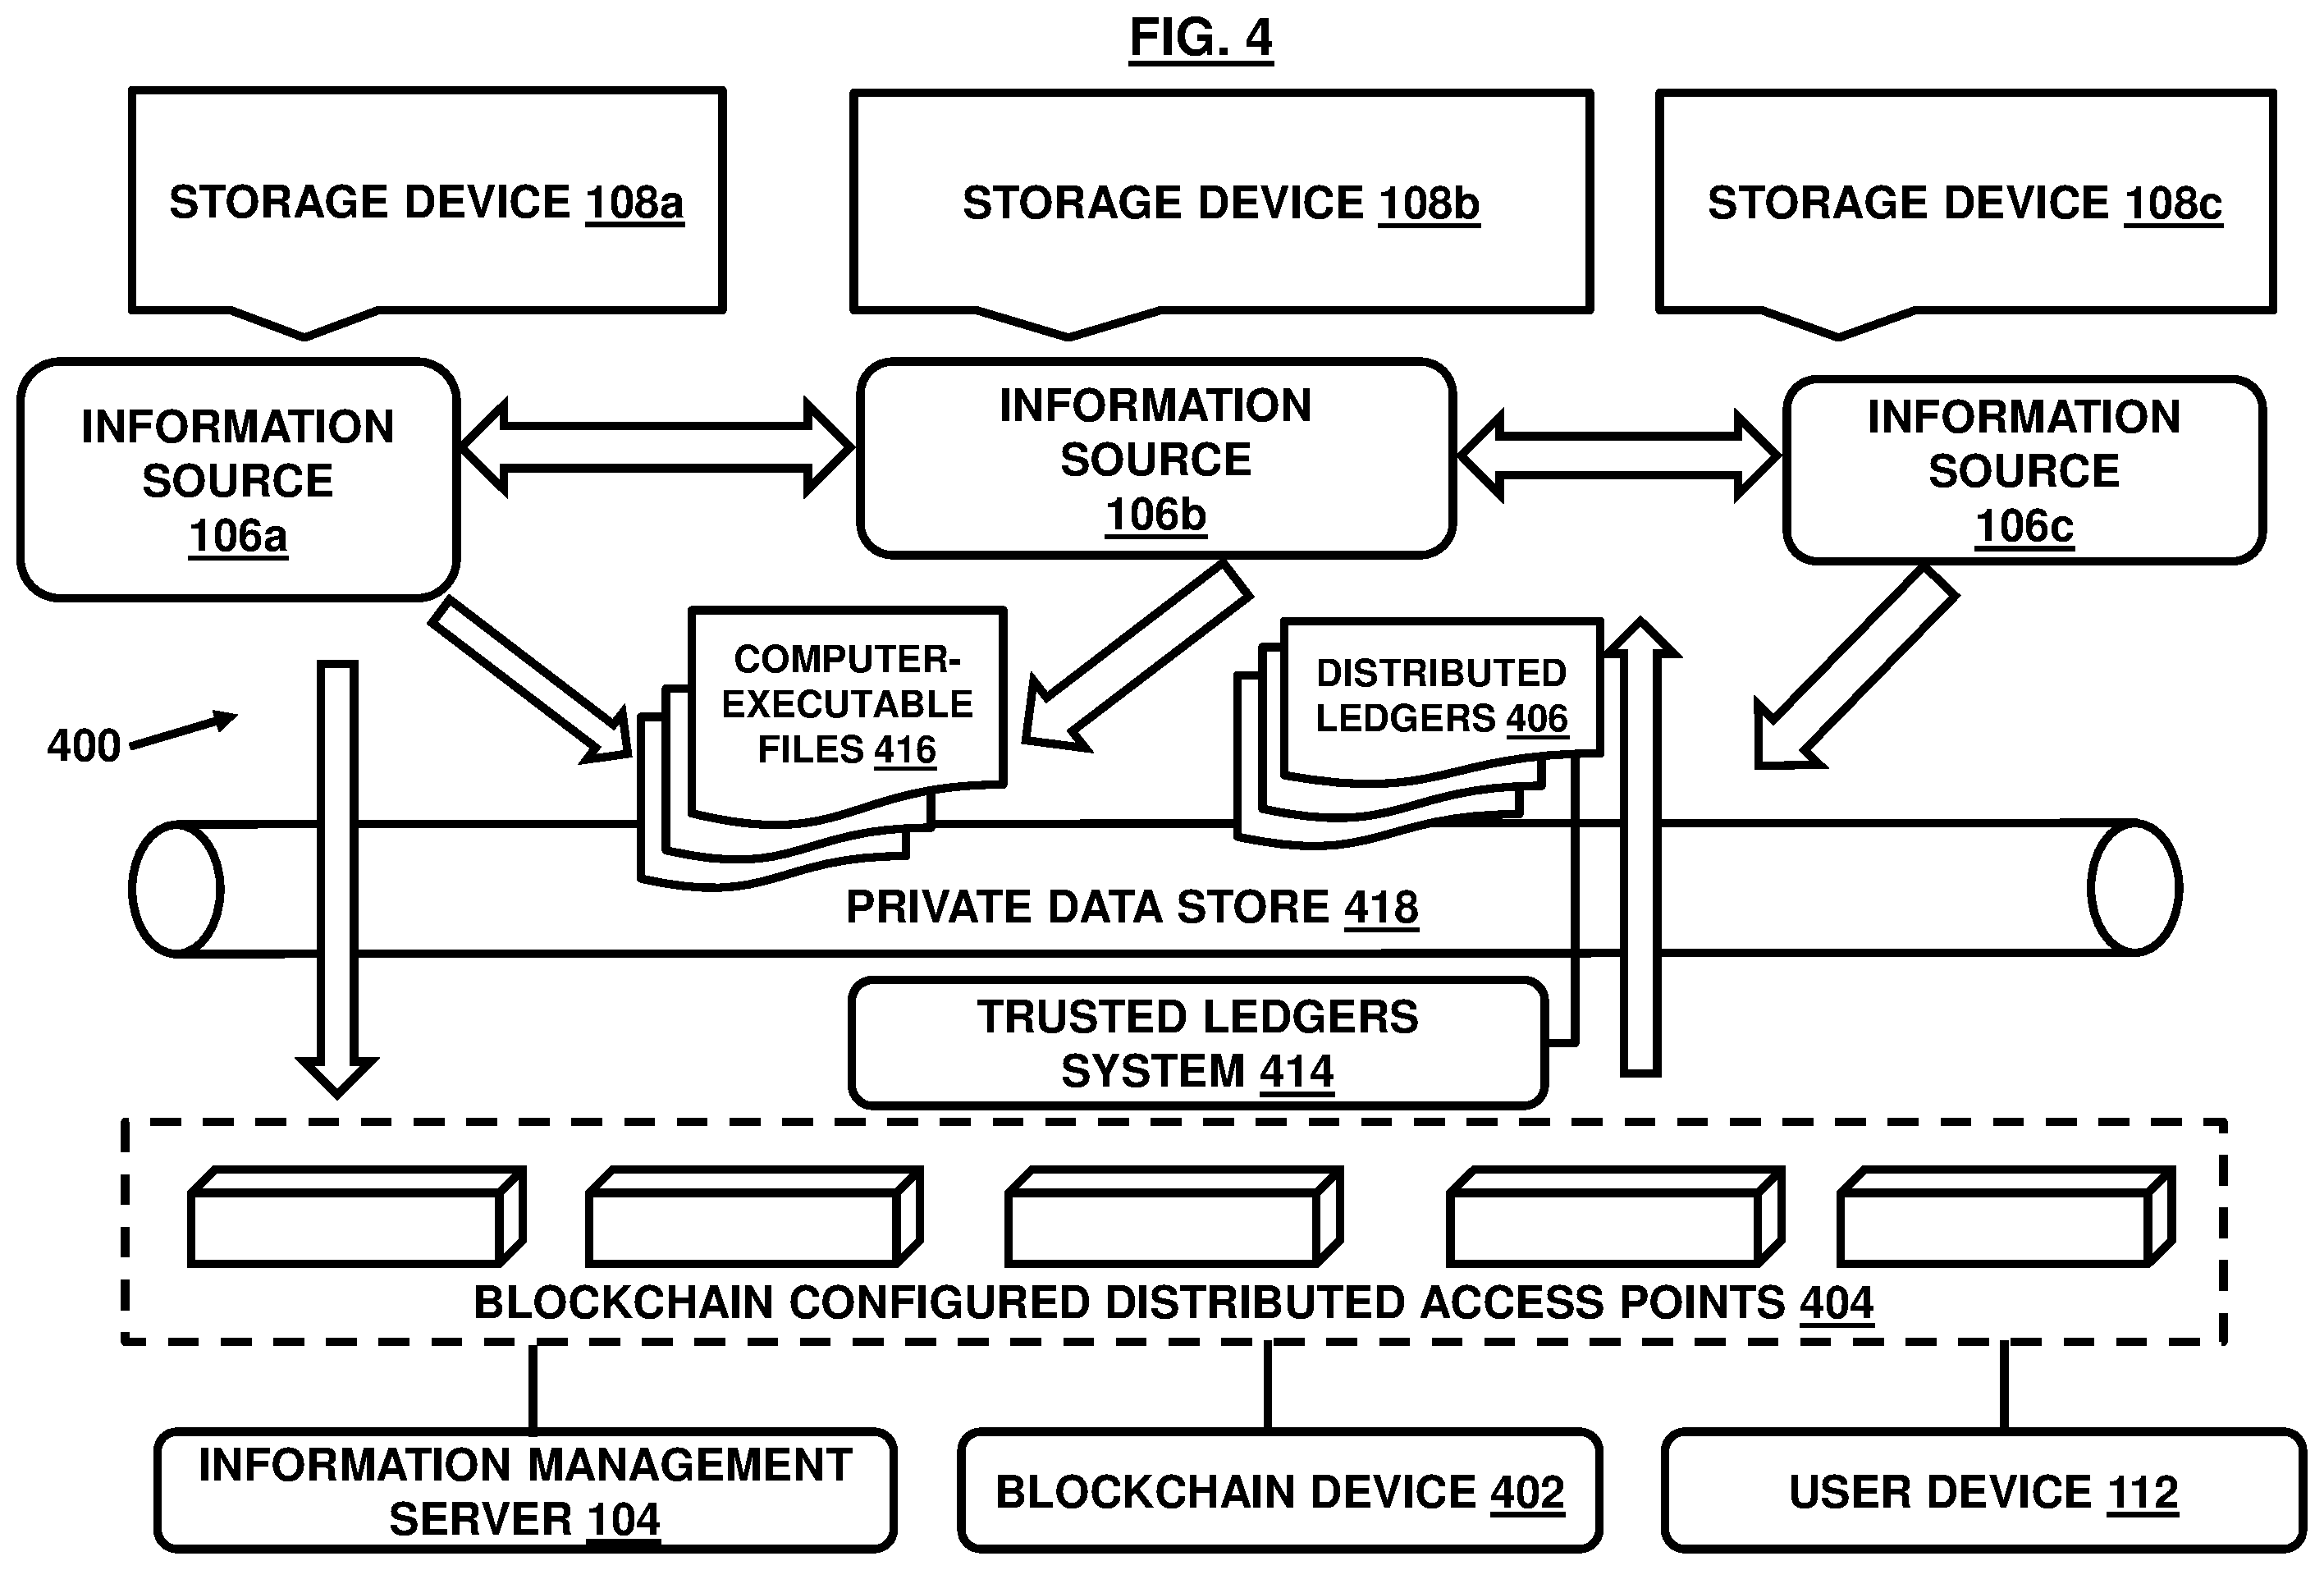 FIG. 4
STORAGE DEVICE 108a
STORAGE DEVICE 108b
STORAGE DEVICE 108c
INFORMATION
SOURCE
106a
INFORMATION
SOURCE
106b
INFORMATION
SOURCE
106c
COMPUTER-
EXECUTABLE
FILES 416
DISTRIBUTED
LEDGERS 406
400
PRIVATE DATA STORE 418
TRUSTED LEDGERS
SYSTEM 414
BLOCKCHAIN CONFIGURED DISTRIBUTED ACCESS POINTS 404
INFORMATION MANAGEMENT
SERVER 104
BLOCKCHAIN DEVICE 402
USER DEVICE 112